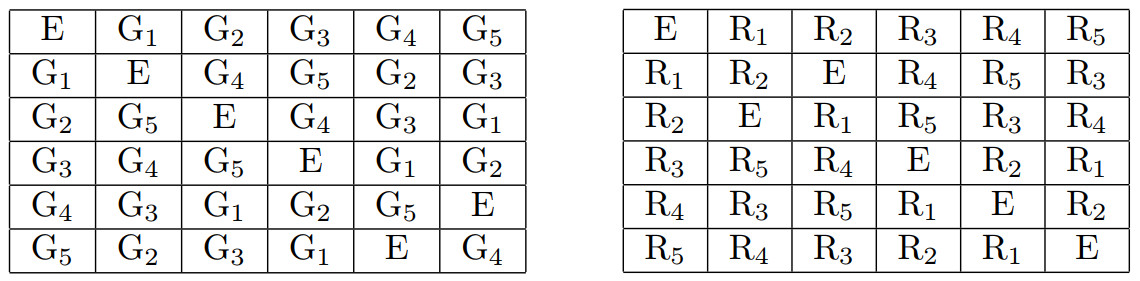 E G₁ G₂ G₃ G₄ G₅ E R₁ R₂ R₃ R₄ R₅
G₁ E G₄ G₅ G₂ G₃ R₁ R₂ E R₄ R₅ R₃
G₂ G₅ E G₄ G₃ G₁ R₂ E R₁ R₅ R₃ R₄
G₃ G₄ G₅ E G₁ G₂ R₃ R₅ R₄ E R₂ R₁
G₄ G₃ G₁ G₂ G₅ E R₄ R₃ R₅ R₁ E R₂
G₅ G₂ G₃ G₁ E G₄ R₅ R₄ R₃ R₂ R₁ E